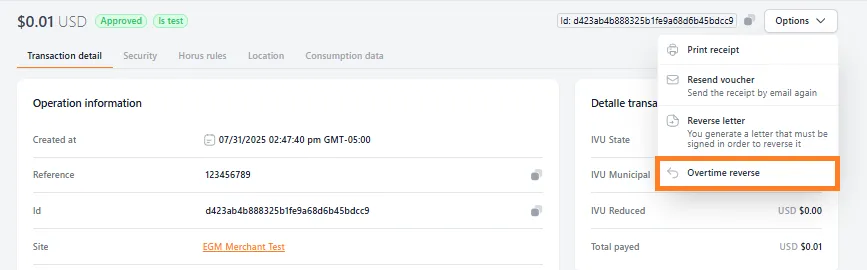 $0.01 USD Approved Is test Id: d423ab4b888325b1fe9a68d6b45bdcc9 Options
Transaction detail Security Horus rules Location Consumption data
Print receipt
Resend voucher
Send the receipt by email again
Reverse letter
You generate a letter that must be
signed in order to reverse it
Overtime reverse
Operation information
Created at 07/31/2025 02:47:40 pm GMT-05:00
Reference 123456789
Id d423ab4b888325b1fe9a68d6b45bdcc9
Site EGM Merchant Test
Detalle transa
IVU State
IVU Municipal
IVU Reduced USD $0.00
Total payed USD $0.01